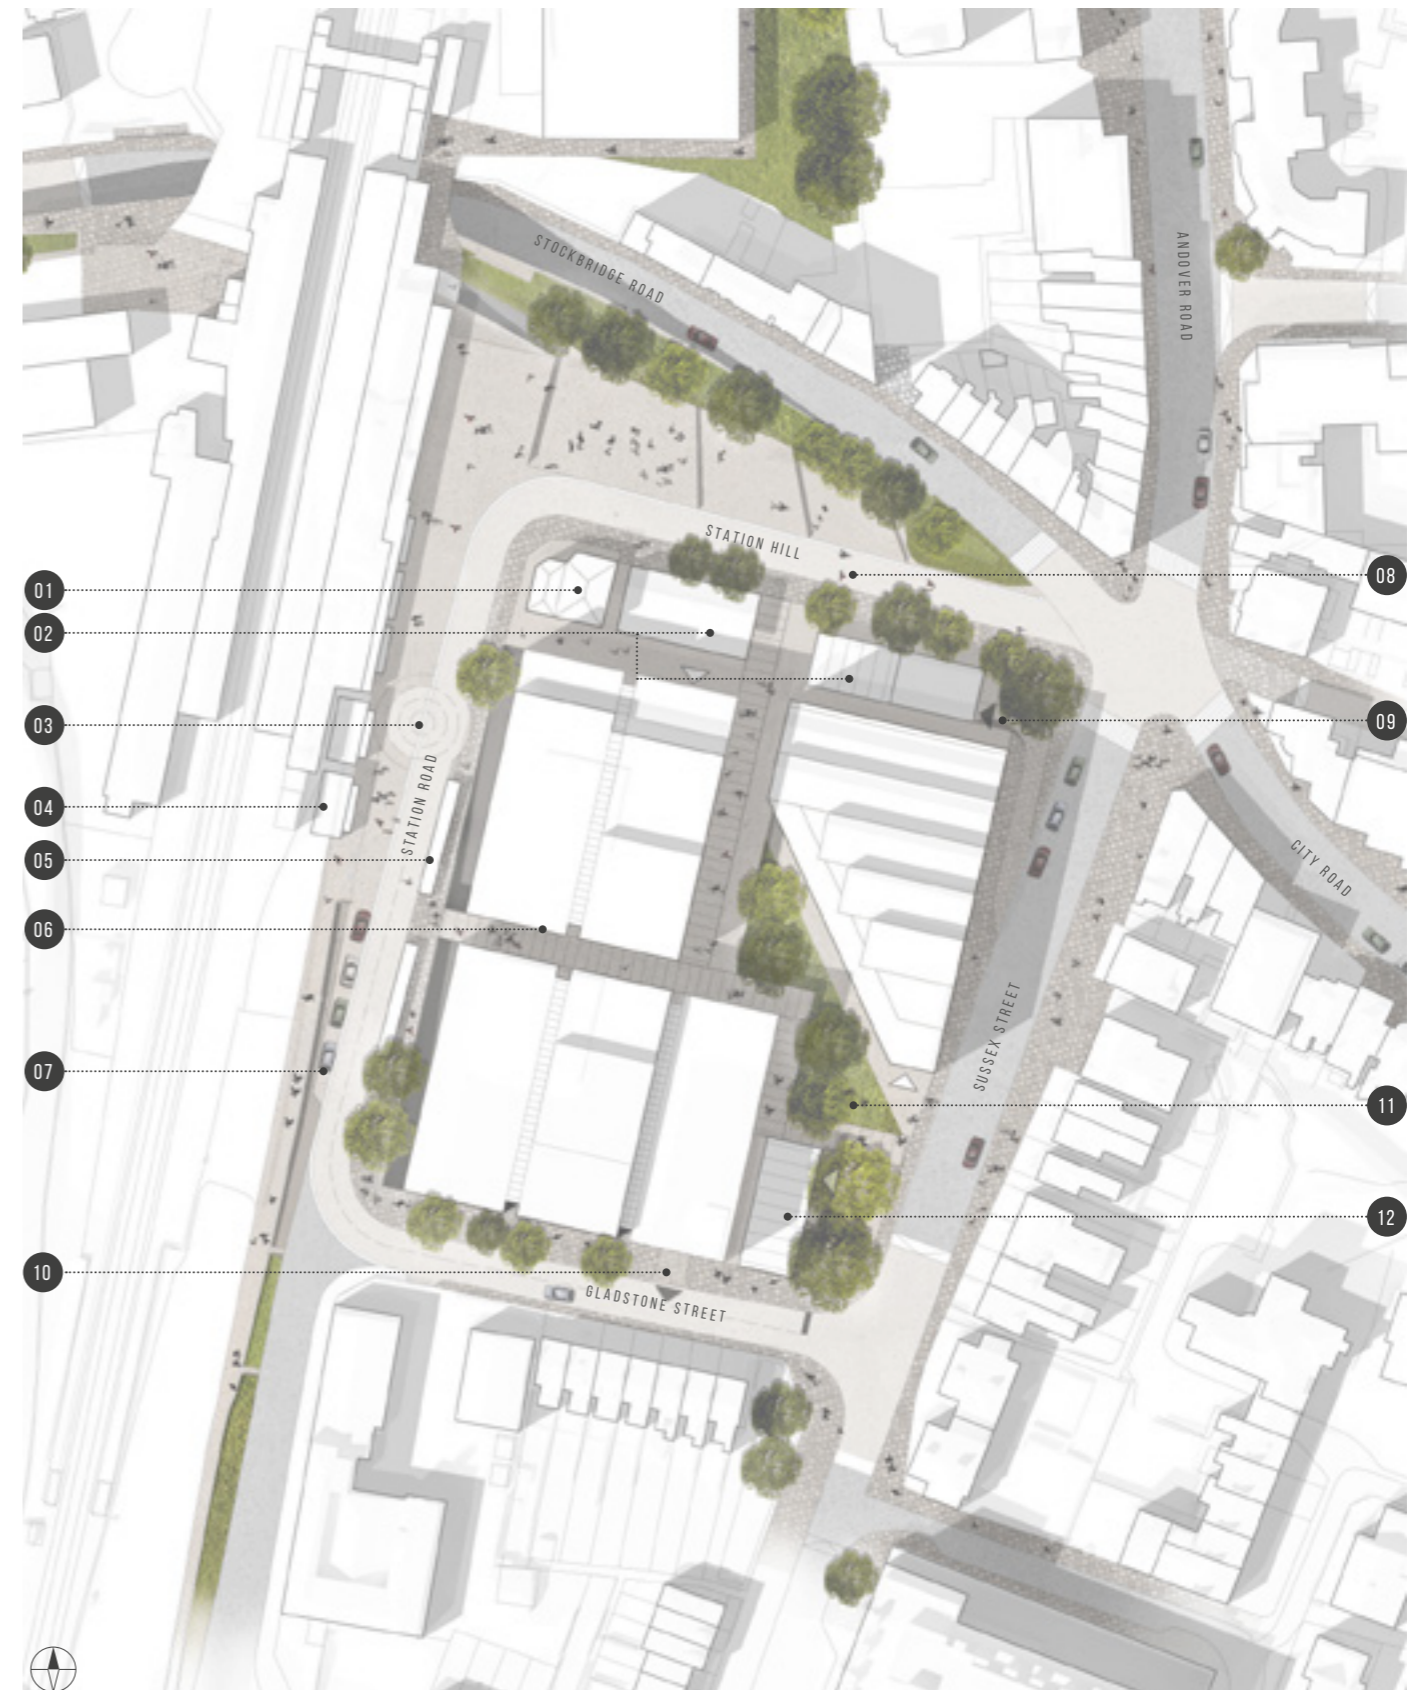 STOCKBRIDGE ROAD
ANDOVER ROAD
STATION HILL
01
08
02
09
03
STATION ROAD
04
05
CITY ROAD
06
SUSSEX STREET
07
11
12
10
GLADSTONE STREET